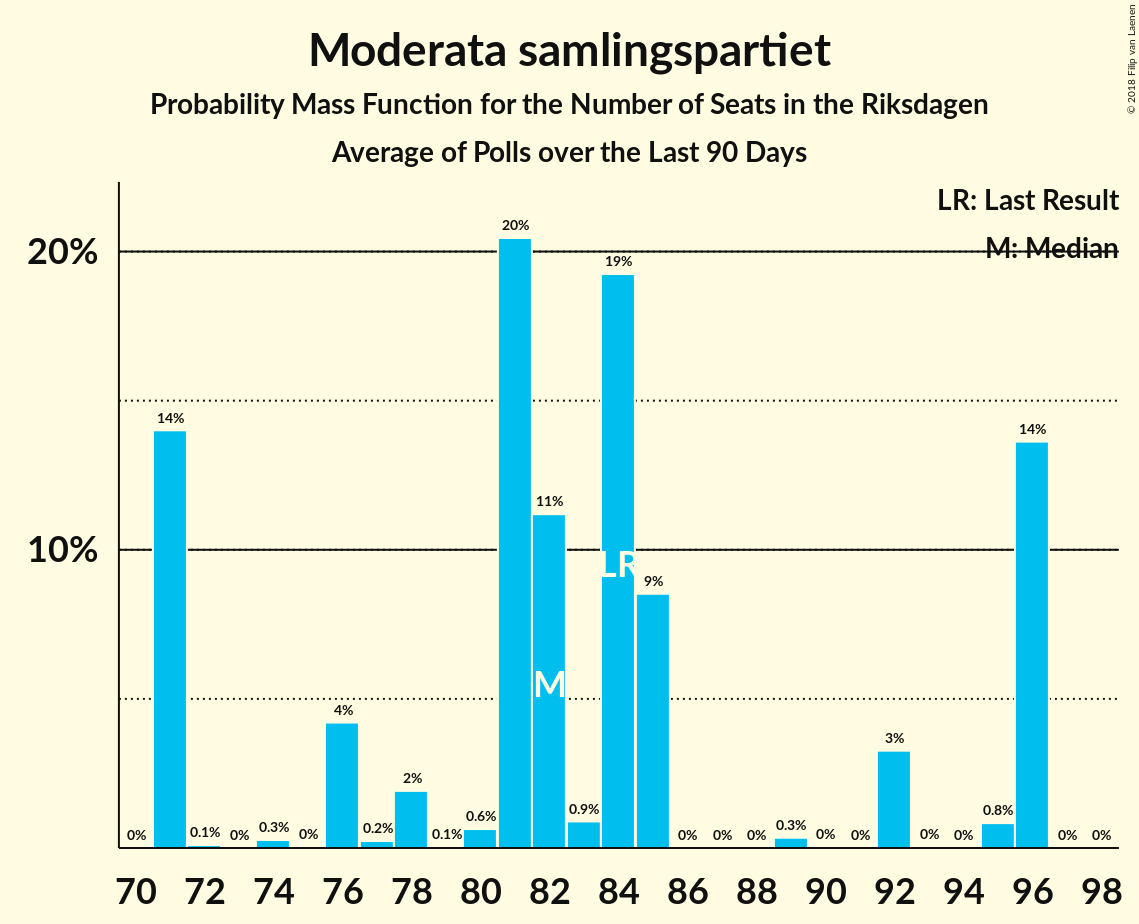 Moderata samlingspartiet
Probability Mass Function for the Number of Seats in the Riksdagen
Average of Polls over the Last 90 Days
© 2018 Filip van Laenen
LR: Last Result
M: Median
20%
10%
0% 14% 0.1% 0% 0.3% 0% 4% 0.2% 2% 0.1% 0.6% 20% 11% 0.9% 19% 9% 0% 0% 0% 0.3% 0% 0% 3% 0% 0% 0.8% 14% 0% 0%
LR
M
70 72 74 76 78 80 82 84 86 88 90 92 94 96 98